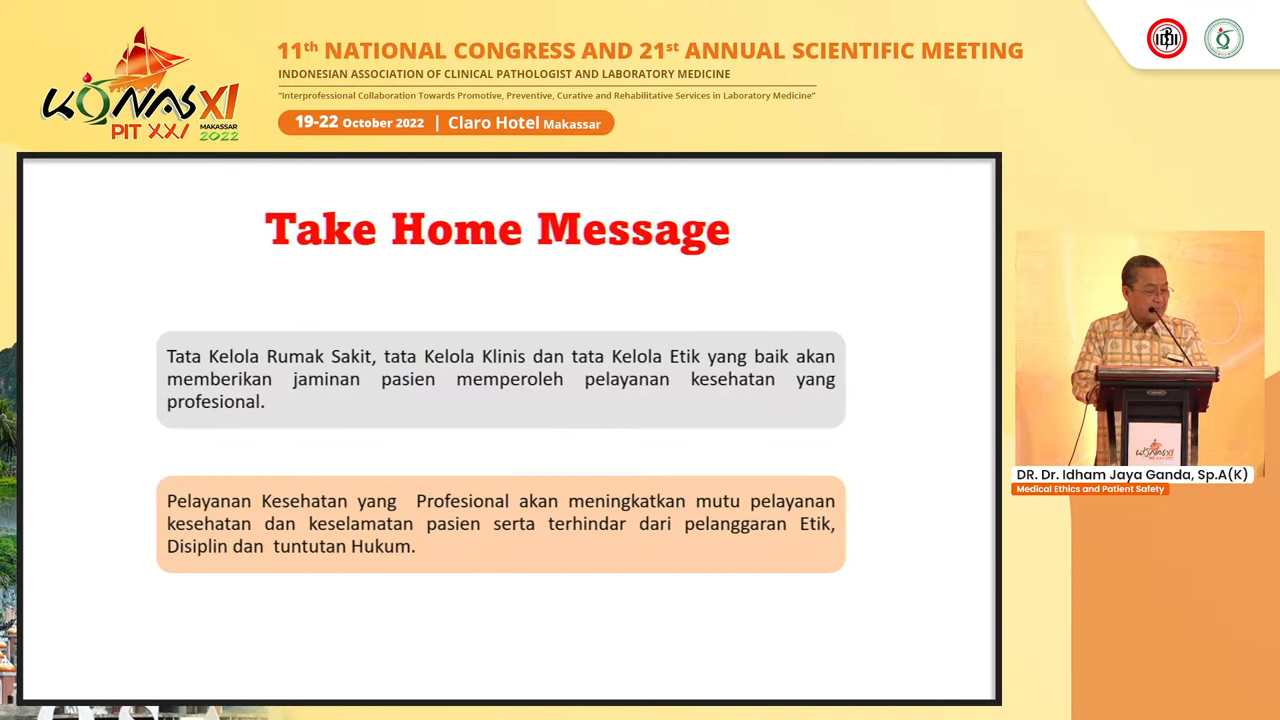 11th NATIONAL CONGRESS AND 21st ANNUAL SCIENTIFIC MEETING
INDONESIAN ASSOCIATION OF CLINICAL PATHOLOGIST AND LABORATORY MEDICINE
"Interprofessional Collaboration Towards Promotive, Preventive, Curative and Rehabilitative Services in Laboratory Medicine"
19-22 October 2022 | Claro Hotel Makassar
KONAS XI
PIT XXI
MAKASSAR
2022
IDI
Take Home Message
Tata Kelola Rumak Sakit, tata Kelola Klinis dan tata Kelola Etik yang baik akan
memberikan jaminan pasien memperoleh pelayanan kesehatan yang
profesional.
Pelayanan Kesehatan yang Profesional akan meningkatkan mutu pelayanan
kesehatan dan keselamatan pasien serta terhindar dari pelanggaran Etik,
Disiplin dan tuntutan Hukum.
KONAS XI
DR. Dr. Idham Jaya Ganda, Sp.A(K)
Medical Ethics and Patient Safety